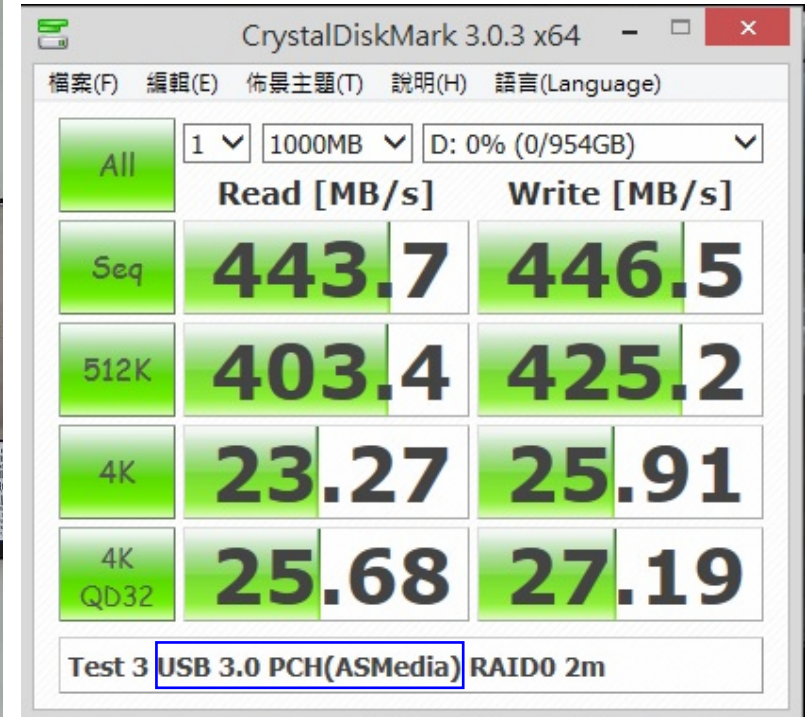 CrystalDiskMark 3.0.3 x64
檔案(F) 編輯(E) 佈景主題(T) 說明(H) 語言(Language)
All 1 1000MB D: 0% (0/954GB)
Read [MB/s] Write [MB/s]
Seq 443.7 446.5
512K 403.4 425.2
4K 23.27 25.91
4K QD32 25.68 27.19
Test 3 USB 3.0 PCH(ASMedia) RAID0 2m